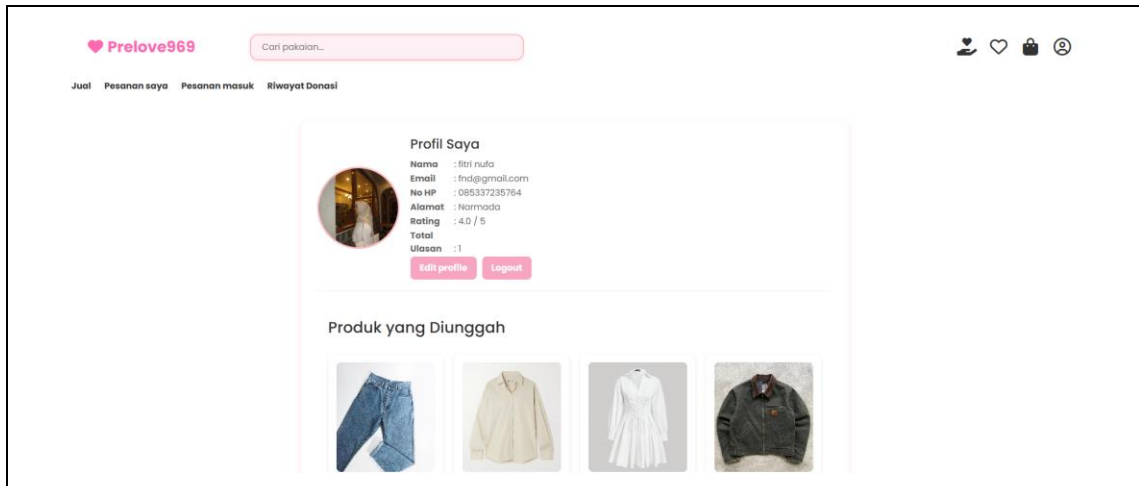 Prelove969
Cari pakaian...
Jual Pesanan saya Pesanan masuk Riwayat Donasi
Profil Saya
Nama : fitri nufa
Email : fnd@gmail.com
No HP : 085337235764
Alamat : Narmada
Rating : 4.0 / 5
Total
Ulasan : 1
Edit profile Logout
Produk yang Diunggah